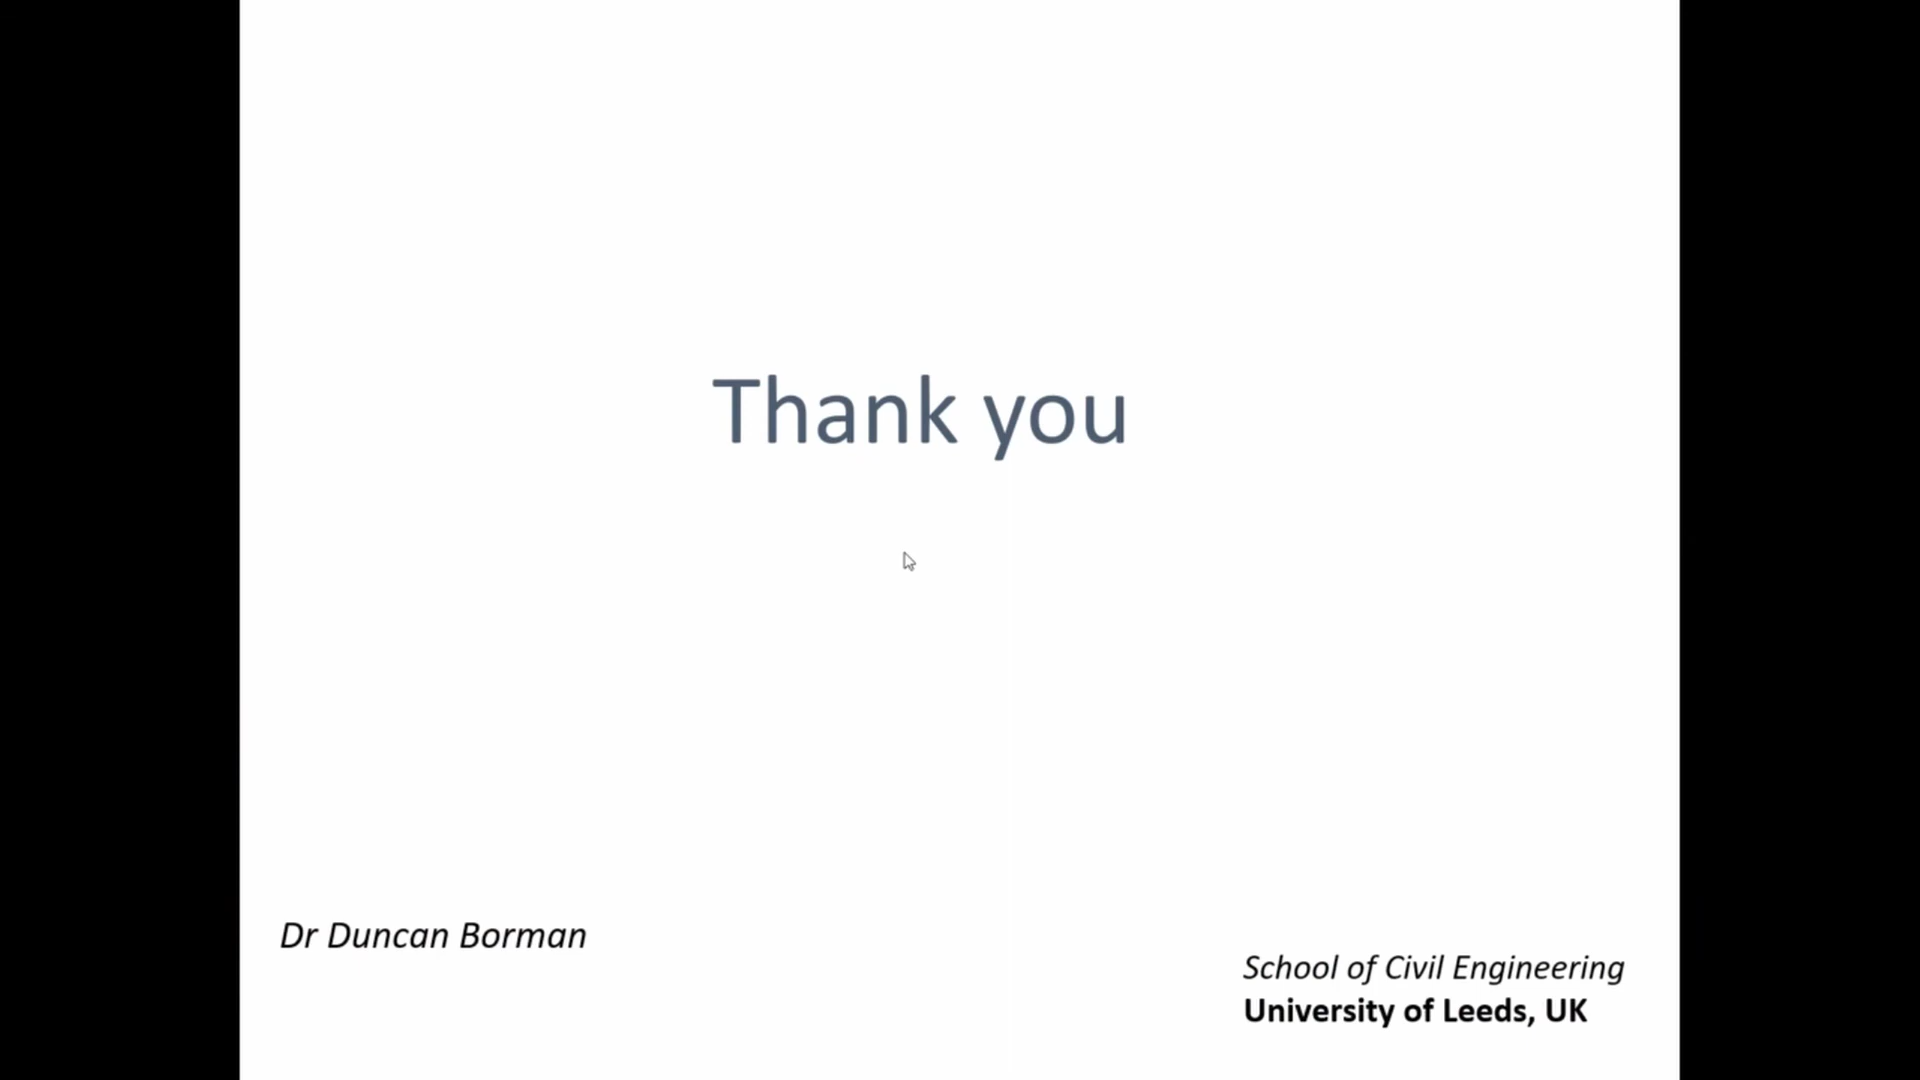 Thank you
Dr Duncan Borman
School of Civil Engineering
University of Leeds, UK